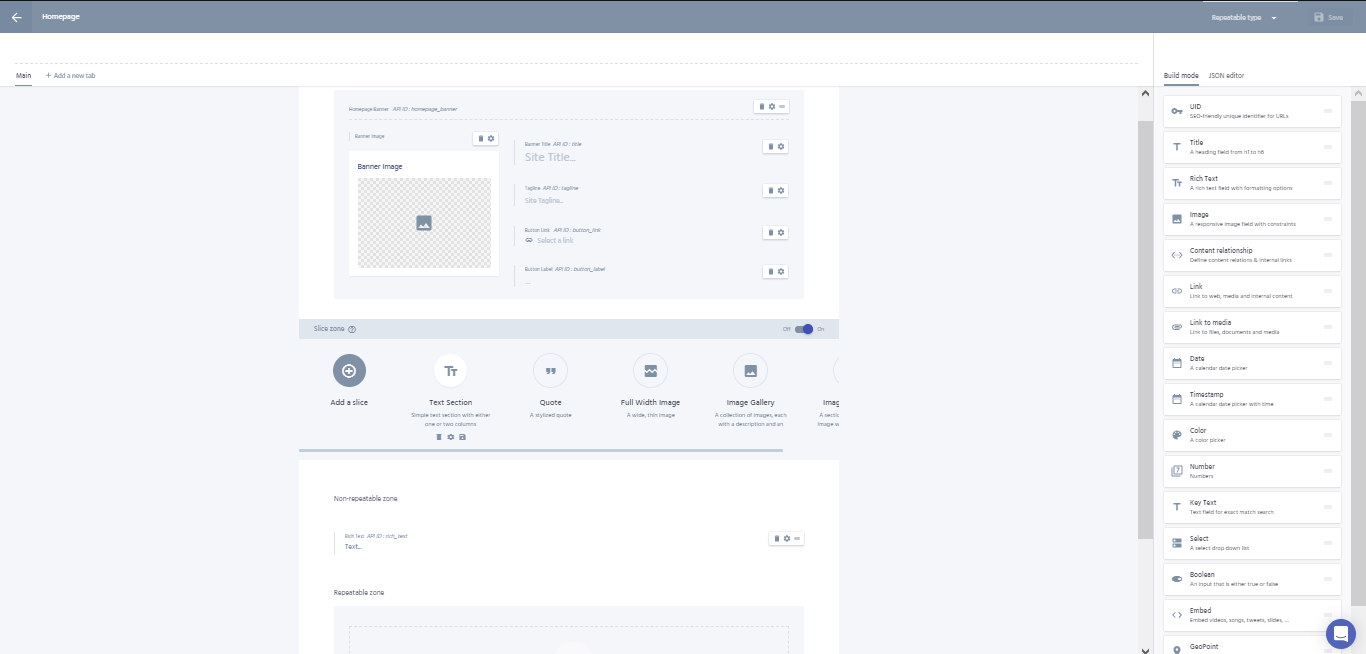 Homepage
Repeatable type
Save
Main
+ Add a new tab
Build mode
JSON editor
Homepage Banner API ID : homepage_banner
Banner Image
Banner Image
Banner Title API ID : title
Site Title...
Tagline API ID : tagline
Site Tagline...
Button Link API ID : button_link
Select a link
Button Label API ID : button_label
...
Slice zone
Off
On
Add a slice
Text Section
Simple text section with either
one or two columns
Quote
A stylized quote
Full Width Image
A wide, thin image
Image Gallery
A collection of images, each
with a description and an
Imag
A sectio
image w
Non-repeatable zone
Rich Text API ID : rich_text
Text...
Repeatable zone
UID
SEO-friendly unique identifier for URLs
Title
A heading field from h1 to h6
Rich Text
A rich text field with formatting options
Image
A responsive image field with constraints
Content relationship
Define content relations & internal links
Link
Link to web, media and internal content
Link to media
Link to files, documents and media
Date
A calendar date picker
Timestamp
A calendar date picker with time
Color
A color picker
Number
Numbers
Key Text
Text field for exact match search
Select
A select drop down list
Boolean
An input that is either true or false
Embed
Embed videos, songs, tweets, slides, ...
GeoPoint